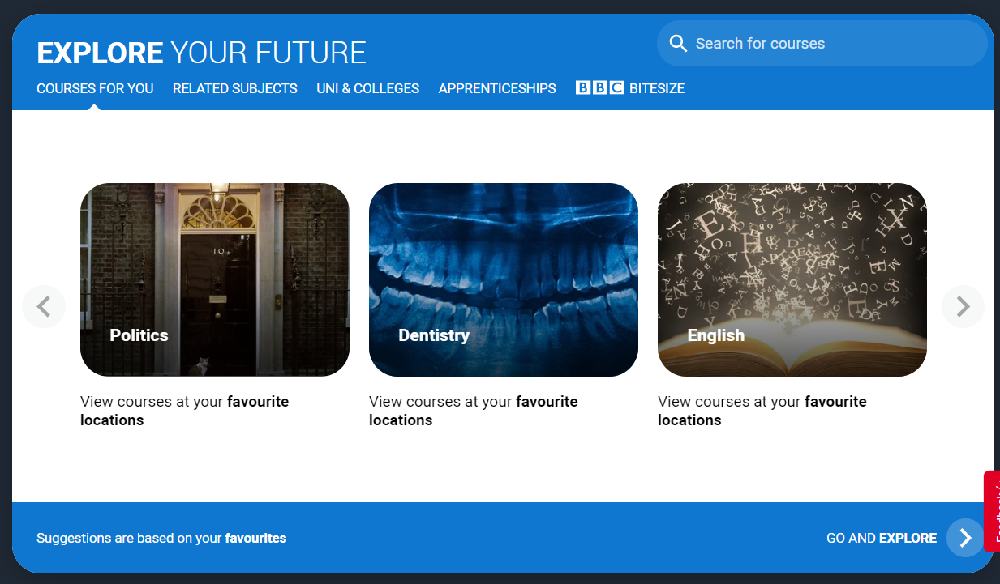 EXPLORE YOUR FUTURE
Search for courses
COURSES FOR YOU RELATED SUBJECTS UNI & COLLEGES APPRENTICESHIPS BBC BITESIZE
10
Politics
Dentistry
English
View courses at your favourite
locations
View courses at your favourite
locations
View courses at your favourite
locations
Suggestions are based on your favourites
GO AND EXPLORE